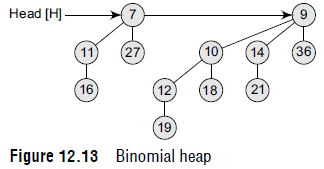 Head [H] 7 9
11 27 10 14 36
16 12 18 21
19
Figure 12.13 Binomial heap